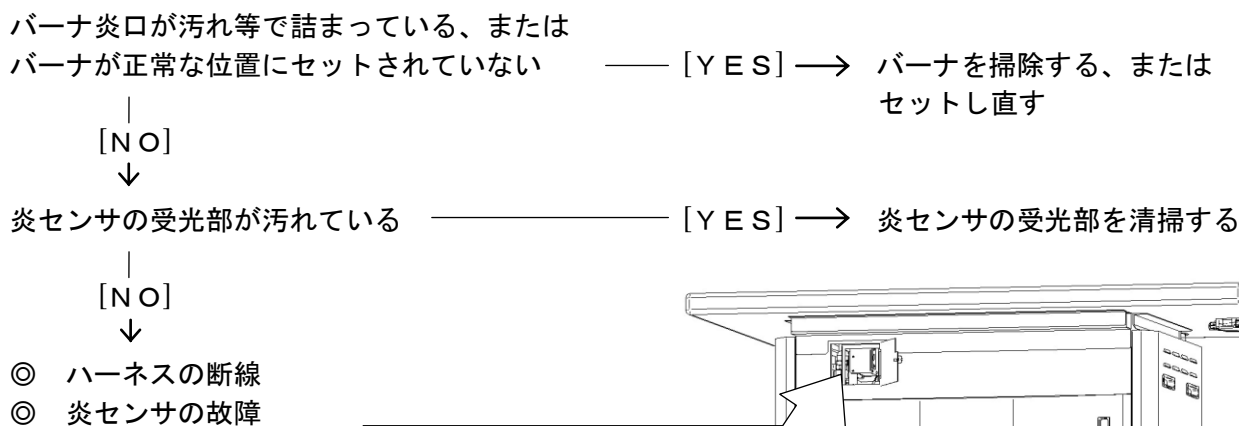 バーナ炎口が汚れ等で詰まっている、または
バーナが正常な位置にセットされていない
[ＹＥＳ]
バーナを掃除する、または
セットし直す
[ＮＯ]
炎センサの受光部が汚れている
[ＹＥＳ]
炎センサの受光部を清掃する
[ＮＯ]
◎　ハーネスの断線
◎　炎センサの故障